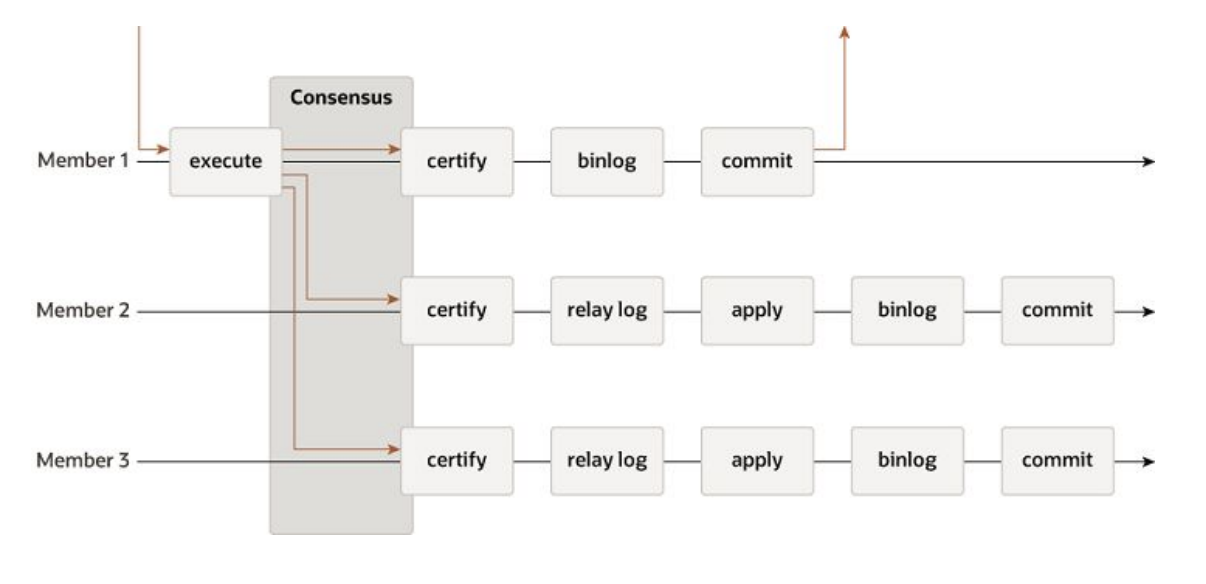 Consensus
Member 1 execute certify binlog commit
Member 2 certify relay log apply binlog commit
Member 3 certify relay log apply binlog commit